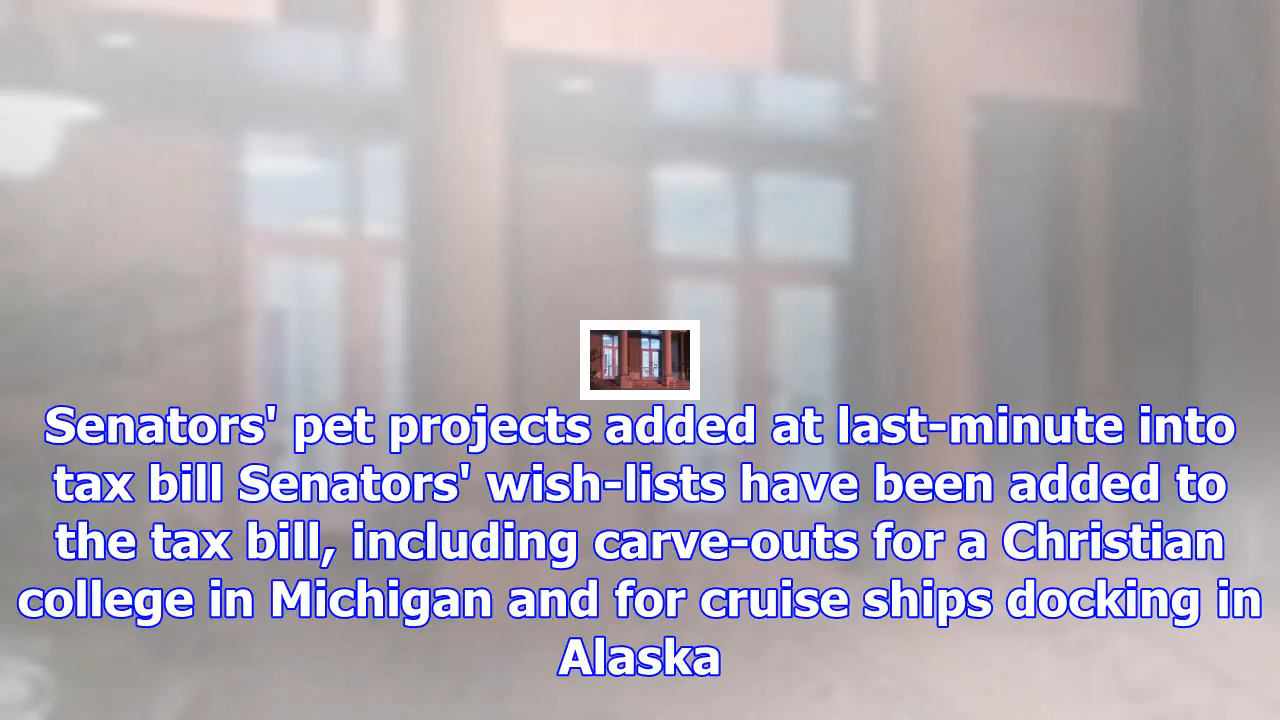 Senators' pet projects added at last-minute into
tax bill Senators' wish-lists have been added to
the tax bill, including carve-outs for a Christian
college in Michigan and for cruise ships docking in
Alaska